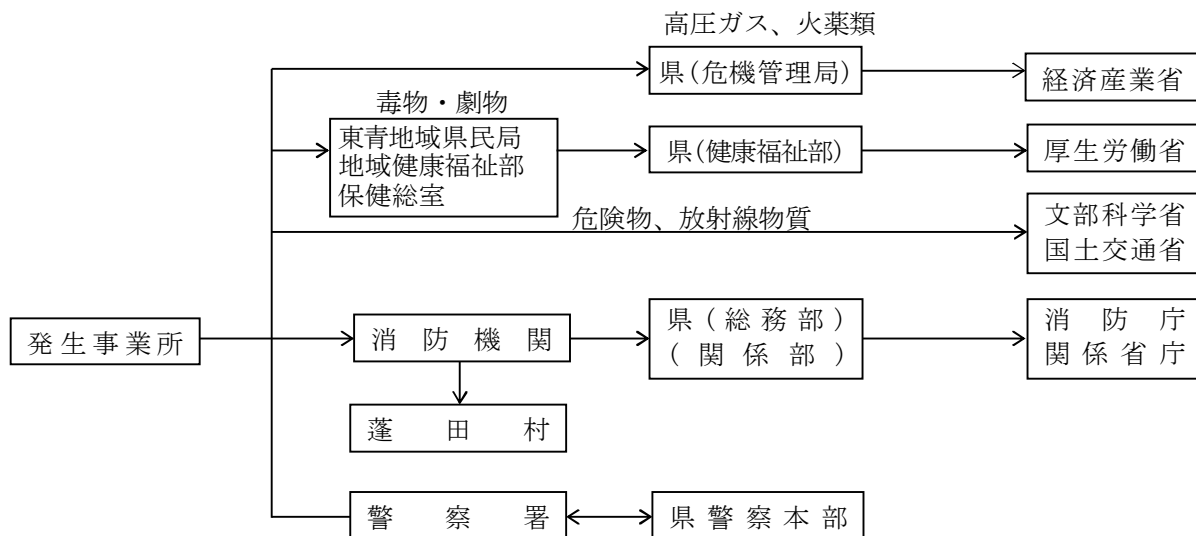 高圧ガス、火薬類
県(危機管理局)
経済産業省
毒物・劇物
東青地域県民局
地域健康福祉部
保健総室
県(健康福祉部)
厚生労働省
危険物、放射線物質
文部科学省
国土交通省
発生事業所
消防機関
県(総務部)
(関係部)
消防庁
関係省庁
蓬田村
警察署
県警察本部